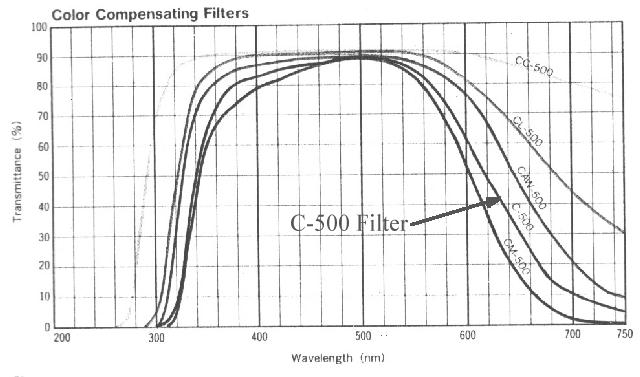 Color Compensating Filters
100
90
80
70
60
50
40
30
20
10
0
Transmittance (%)
CC-500
CL-500
CAW-500
C-500
CM-500
C-500 Filter
200 300 400 500 600 700 750
Wavelength (nm)